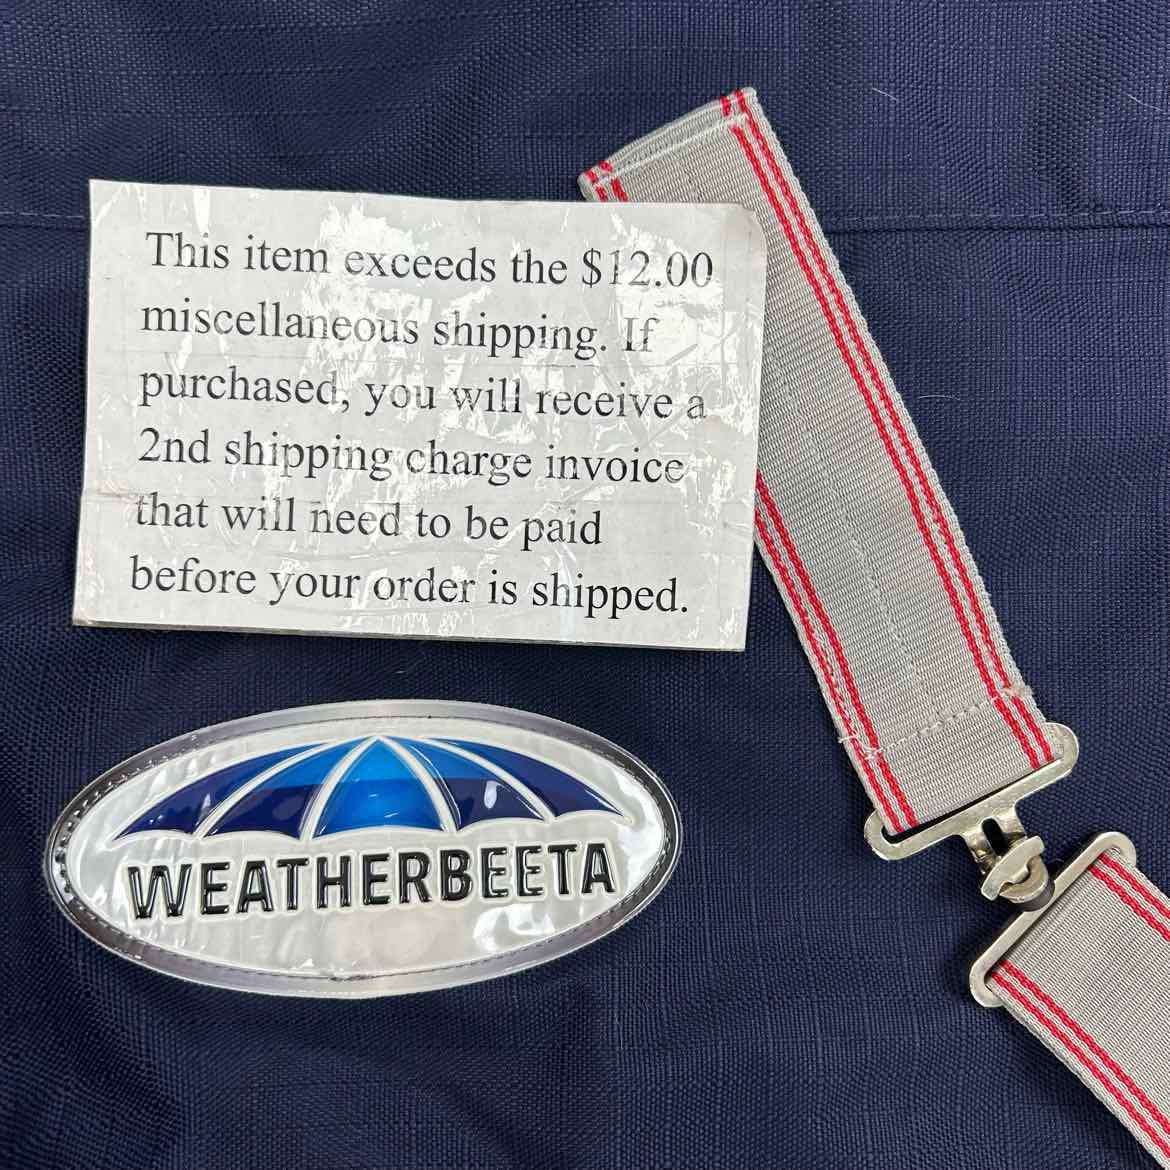 This item exceeds the $12.00
miscellaneous shipping. If
purchased, you will receive a
2nd shipping charge invoice
that will need to be paid
before your order is shipped.
WEATHERBEETA